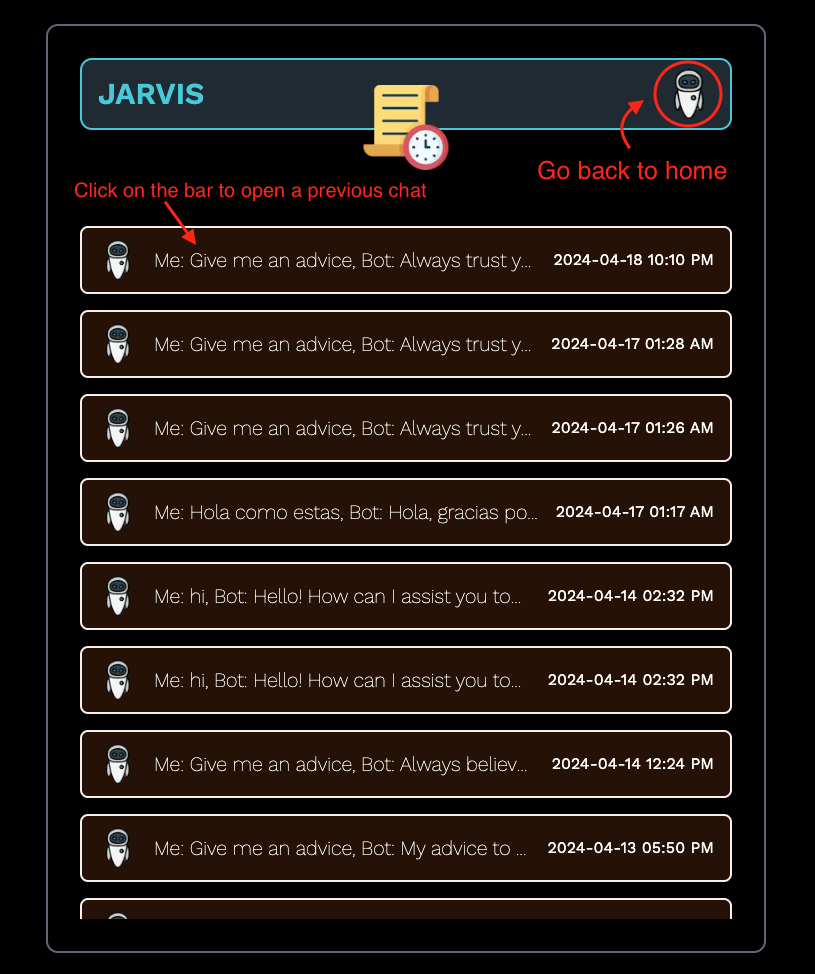 JARVIS
Go back to home
Click on the bar to open a previous chat
Me: Give me an advice, Bot: Always trust y... 2024-04-18 10:10 PM
Me: Give me an advice, Bot: Always trust y... 2024-04-17 01:28 AM
Me: Give me an advice, Bot: Always trust y... 2024-04-17 01:26 AM
Me: Hola como estas, Bot: Hola, gracias po... 2024-04-17 01:17 AM
Me: hi, Bot: Hello! How can I assist you to... 2024-04-14 02:32 PM
Me: hi, Bot: Hello! How can I assist you to... 2024-04-14 02:32 PM
Me: Give me an advice, Bot: Always believ... 2024-04-14 12:24 PM
Me: Give me an advice, Bot: My advice to ... 2024-04-13 05:50 PM